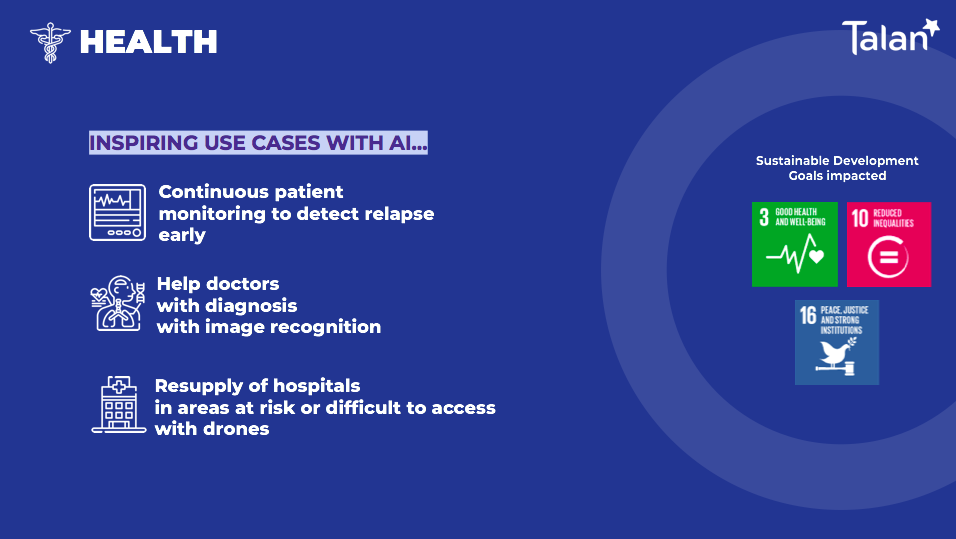 HEALTH
Talan
INSPIRING USE CASES WITH AI...
Continuous patient
monitoring to detect relapse
early
Help doctors
with diagnosis
with image recognition
Resupply of hospitals
in areas at risk or difficult to access
with drones
Sustainable Development
Goals impacted
3 GOOD HEALTH
AND WELL-BEING
10 REDUCED
INEQUALITIES
16 PEACE, JUSTICE
AND STRONG
INSTITUTIONS